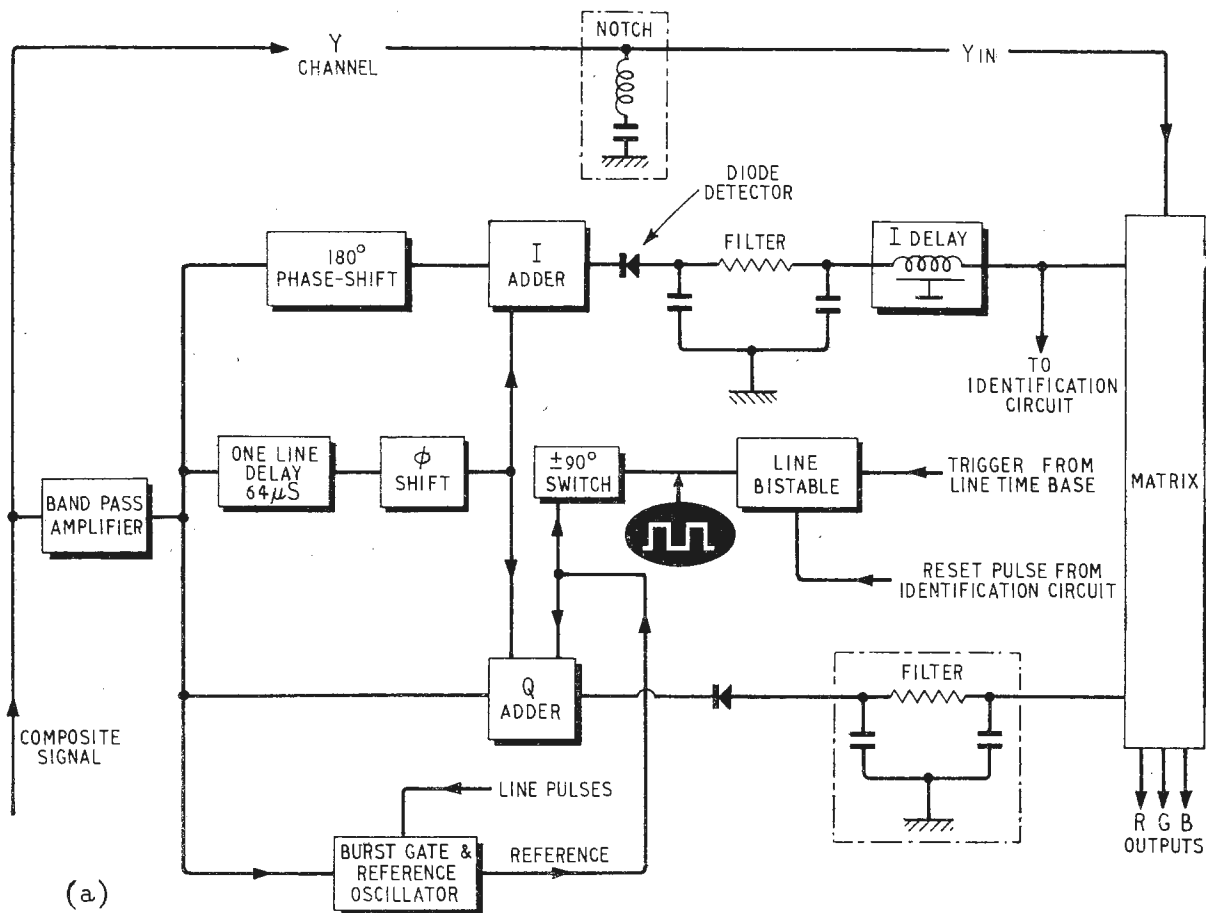 NOTCH
Y
CHANNEL
YIN
DIODE
DETECTOR
180°
PHASE-SHIFT
I
ADDER
FILTER
I DELAY
TO
IDENTIFICATION
CIRCUIT
ONE LINE
DELAY
64µS
ϕ
SHIFT
±90°
SWITCH
LINE
BISTABLE
TRIGGER FROM
LINE TIME BASE
MATRIX
BAND PASS
AMPLIFIER
RESET PULSE FROM
IDENTIFICATION CIRCUIT
Q
ADDER
FILTER
COMPOSITE
SIGNAL
LINE PULSES
BURST GATE &
REFERENCE
OSCILLATOR
REFERENCE
R G B
OUTPUTS
(a)